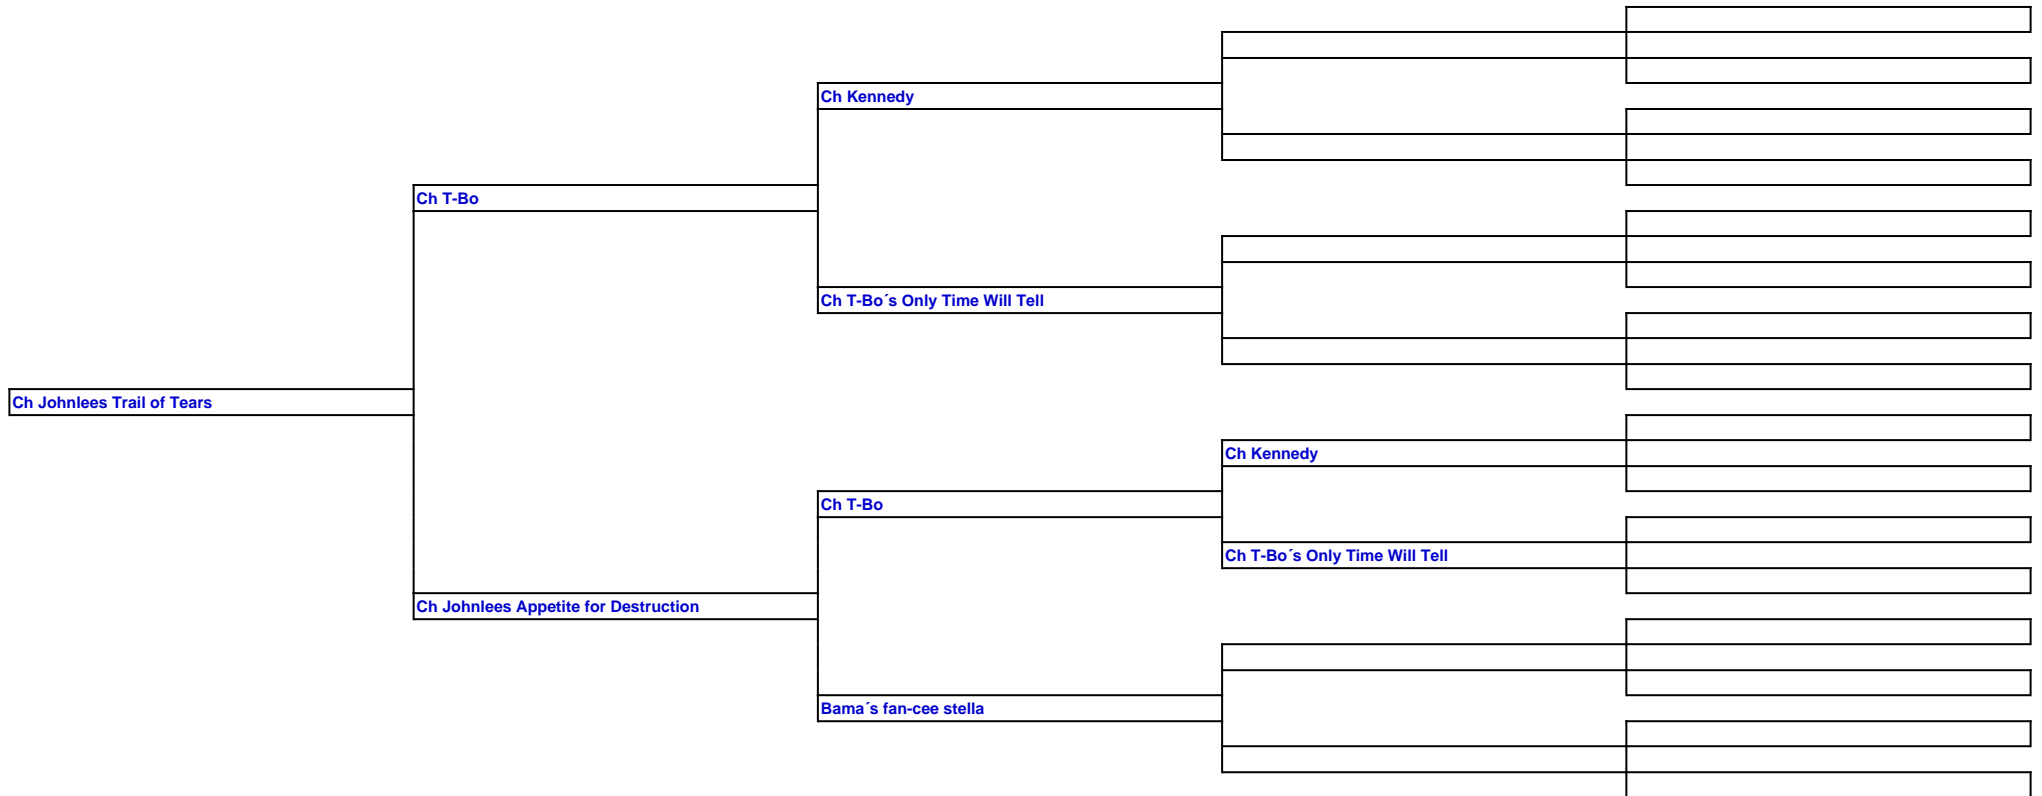 Ch Kennedy
Ch T-Bo
Ch T-Bo´s Only Time Will Tell
Ch Johnlees Trail of Tears
Ch Kennedy
Ch T-Bo
Ch T-Bo´s Only Time Will Tell
Ch Johnlees Appetite for Destruction
Bama´s fan-cee stella